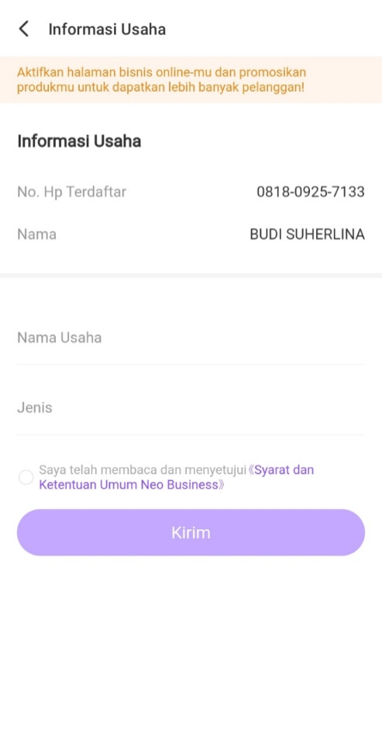 Informasi Usaha
Aktifkan halaman bisnis online-mu dan promosikan
produkmu untuk dapatkan lebih banyak pelanggan!
Informasi Usaha
No. Hp Terdaftar 0818-0925-7133
Nama BUDI SUHERLINA
Nama Usaha
Jenis
Saya telah membaca dan menyetujui《Syarat dan
Ketentuan Umum Neo Business》
Kirim